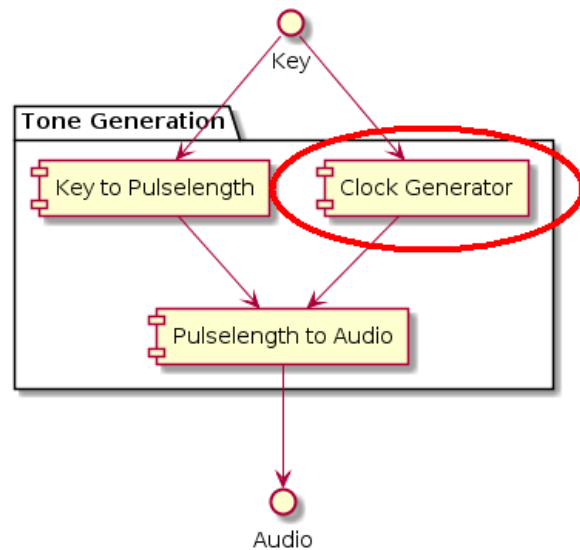 Key
Tone Generation
Key to Pulselength
Clock Generator
Pulselength to Audio
Audio